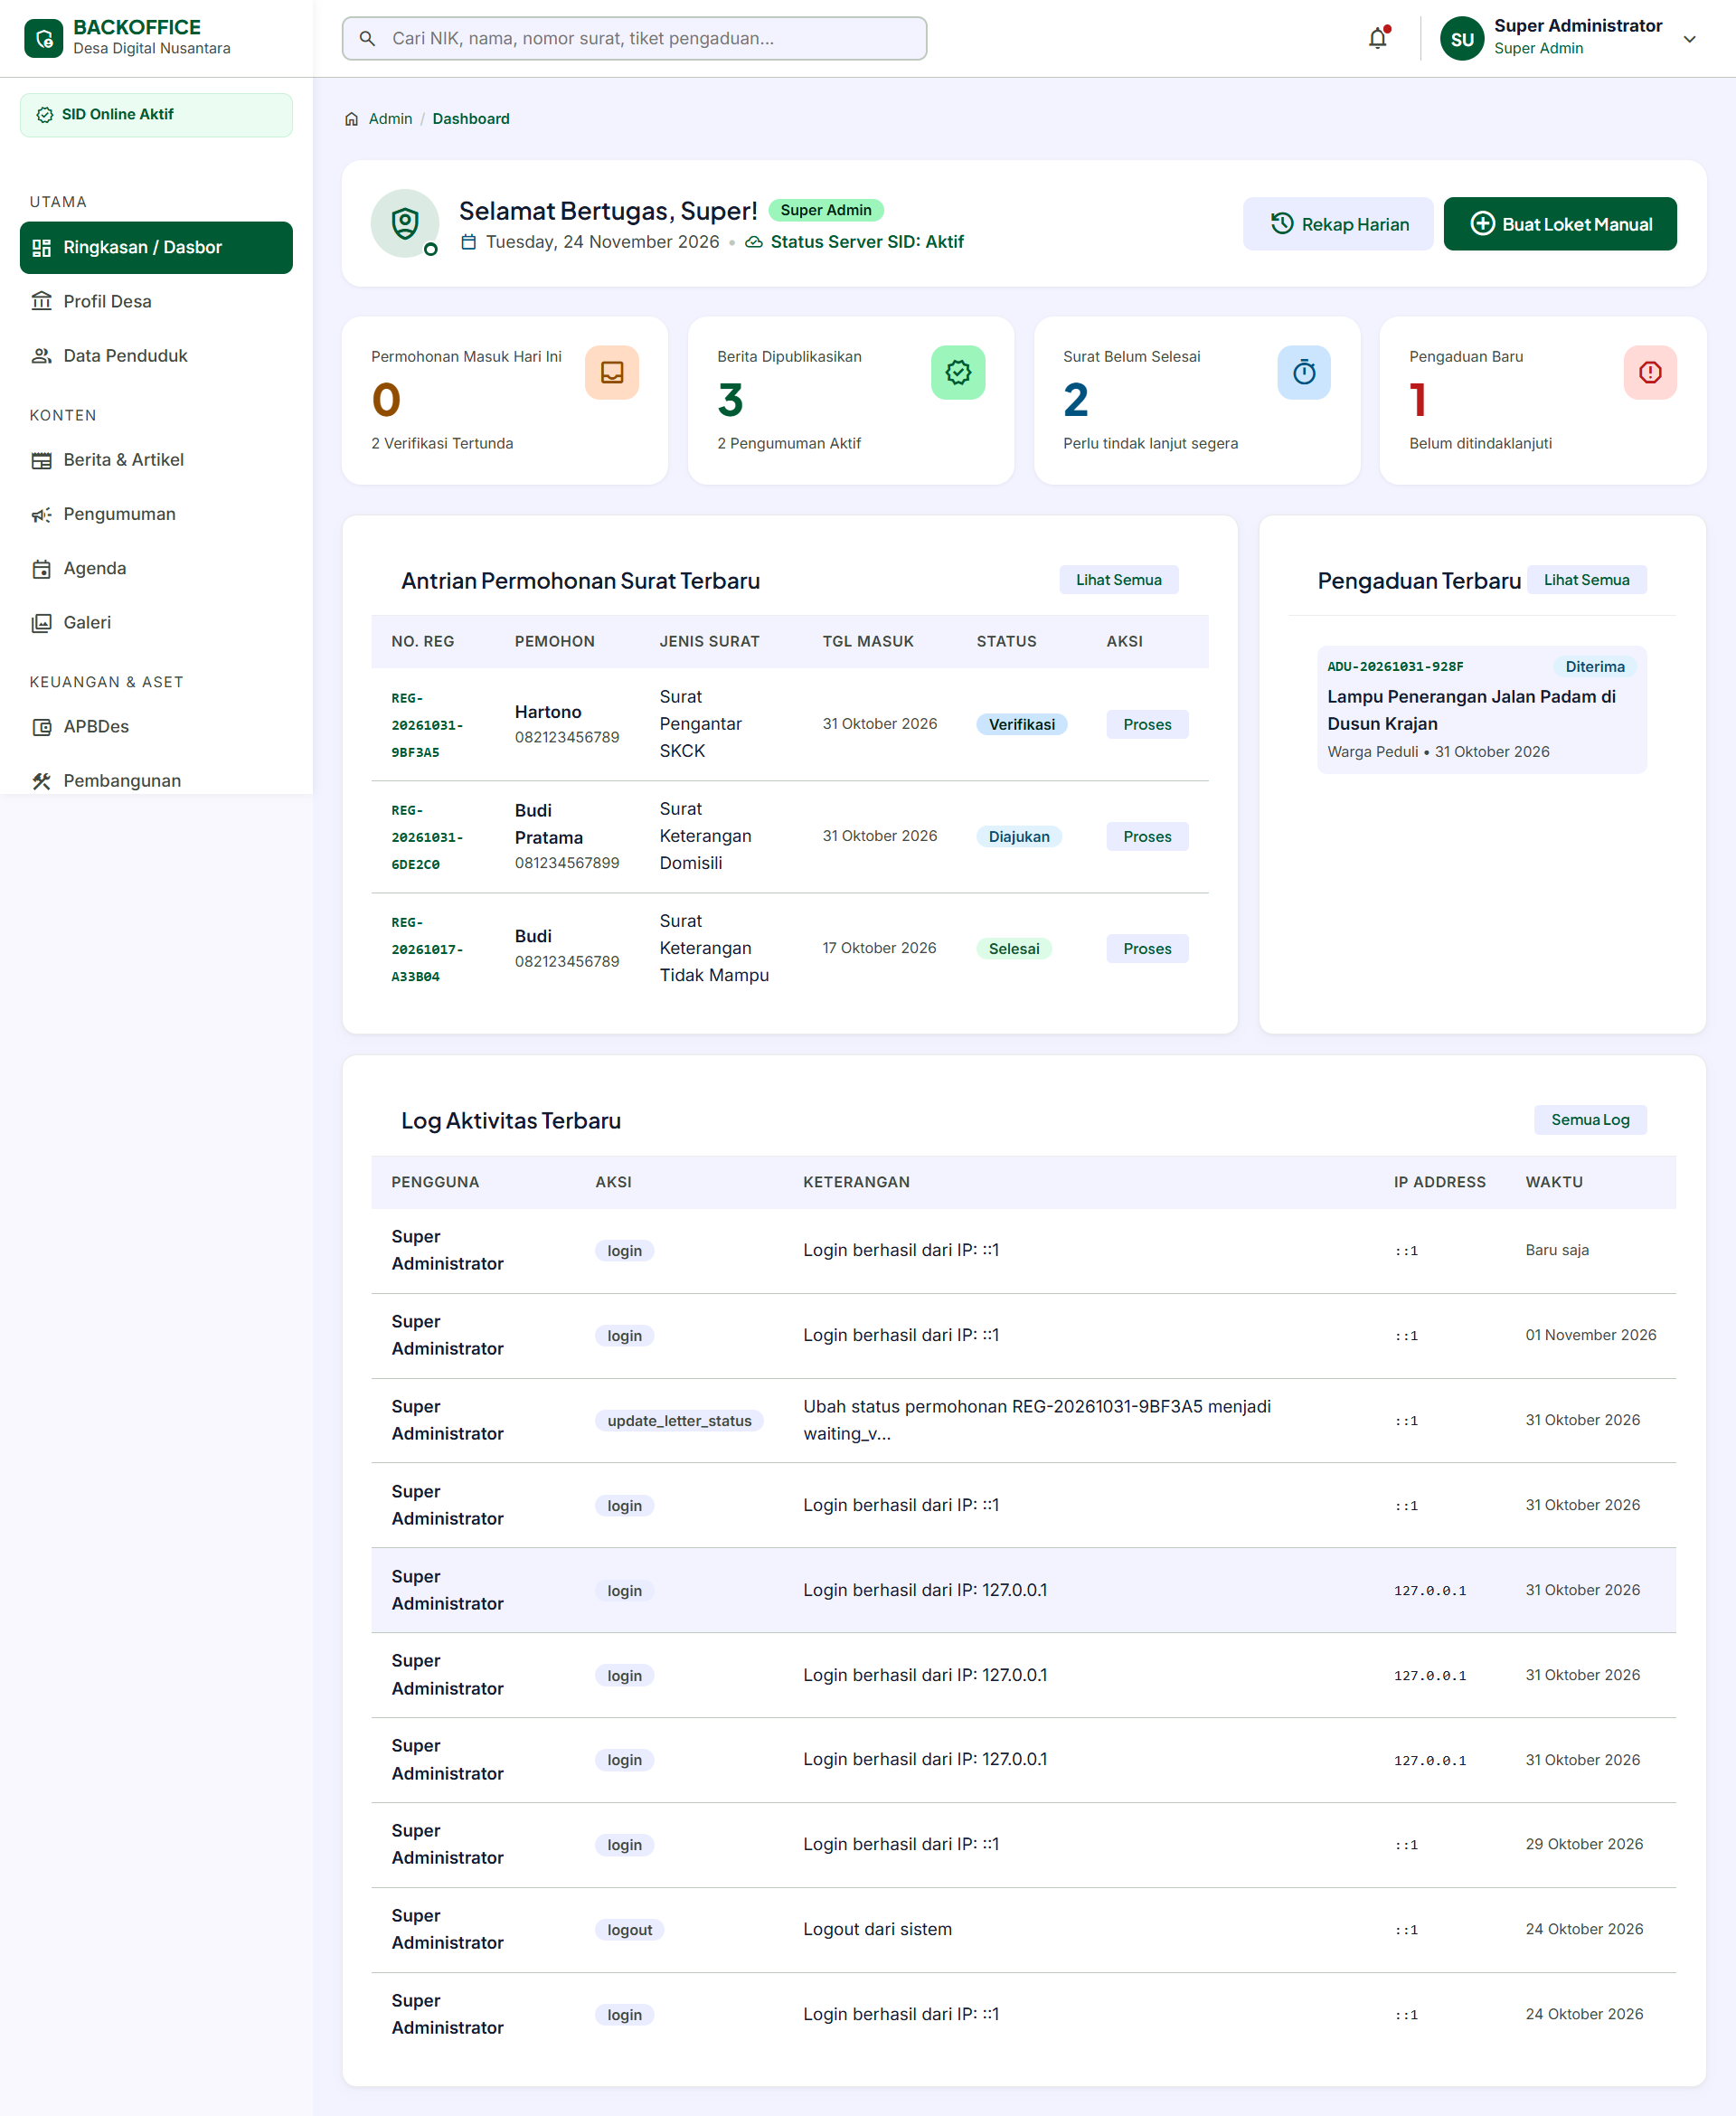 BACKOFFICE
Desa Digital Nusantara
Cari NIK, nama, nomor surat, tiket pengaduan...
SU
Super Administrator
Super Admin
SID Online Aktif
UTAMA
Ringkasan / Dasbor
Profil Desa
Data Penduduk
KONTEN
Berita & Artikel
Pengumuman
Agenda
Galeri
KEUANGAN & ASET
APBDes
Pembangunan
Admin / Dashboard
Selamat Bertugas, Super! Super Admin
Tuesday, 24 November 2026 • Status Server SID: Aktif
Rekap Harian
Buat Loket Manual
Permohonan Masuk Hari Ini
0
2 Verifikasi Tertunda
Berita Dipublikasikan
3
2 Pengumuman Aktif
Surat Belum Selesai
2
Perlu tindak lanjut segera
Pengaduan Baru
1
Belum ditindaklanjuti
Antrian Permohonan Surat Terbaru
Lihat Semua
NO. REG PEMOHON JENIS SURAT TGL MASUK STATUS AKSI
REG-
20261031-
9BF3A5
Hartono
082123456789
Surat
Pengantar
SKCK
31 Oktober 2026
Verifikasi
Proses
REG-
20261031-
6DE2C0
Budi
Pratama
081234567899
Surat
Keterangan
Domisili
31 Oktober 2026
Diajukan
Proses
REG-
20261017-
A33B04
Budi
082123456789
Surat
Keterangan
Tidak Mampu
17 Oktober 2026
Selesai
Proses
Pengaduan Terbaru
Lihat Semua
ADU-20261031-928F
Diterima
Lampu Penerangan Jalan Padam di
Dusun Krajan
Warga Peduli • 31 Oktober 2026
Log Aktivitas Terbaru
Semua Log
PENGGUNA AKSI KETERANGAN IP ADDRESS WAKTU
Super
Administrator
login
Login berhasil dari IP: ::1
::1
Baru saja
Super
Administrator
login
Login berhasil dari IP: ::1
::1
01 November 2026
Super
Administrator
update_letter_status
Ubah status permohonan REG-20261031-9BF3A5 menjadi
waiting_v...
::1
31 Oktober 2026
Super
Administrator
login
Login berhasil dari IP: ::1
::1
31 Oktober 2026
Super
Administrator
login
Login berhasil dari IP: 127.0.0.1
127.0.0.1
31 Oktober 2026
Super
Administrator
login
Login berhasil dari IP: 127.0.0.1
127.0.0.1
31 Oktober 2026
Super
Administrator
login
Login berhasil dari IP: 127.0.0.1
127.0.0.1
31 Oktober 2026
Super
Administrator
login
Login berhasil dari IP: ::1
::1
29 Oktober 2026
Super
Administrator
logout
Logout dari sistem
::1
24 Oktober 2026
Super
Administrator
login
Login berhasil dari IP: ::1
::1
24 Oktober 2026